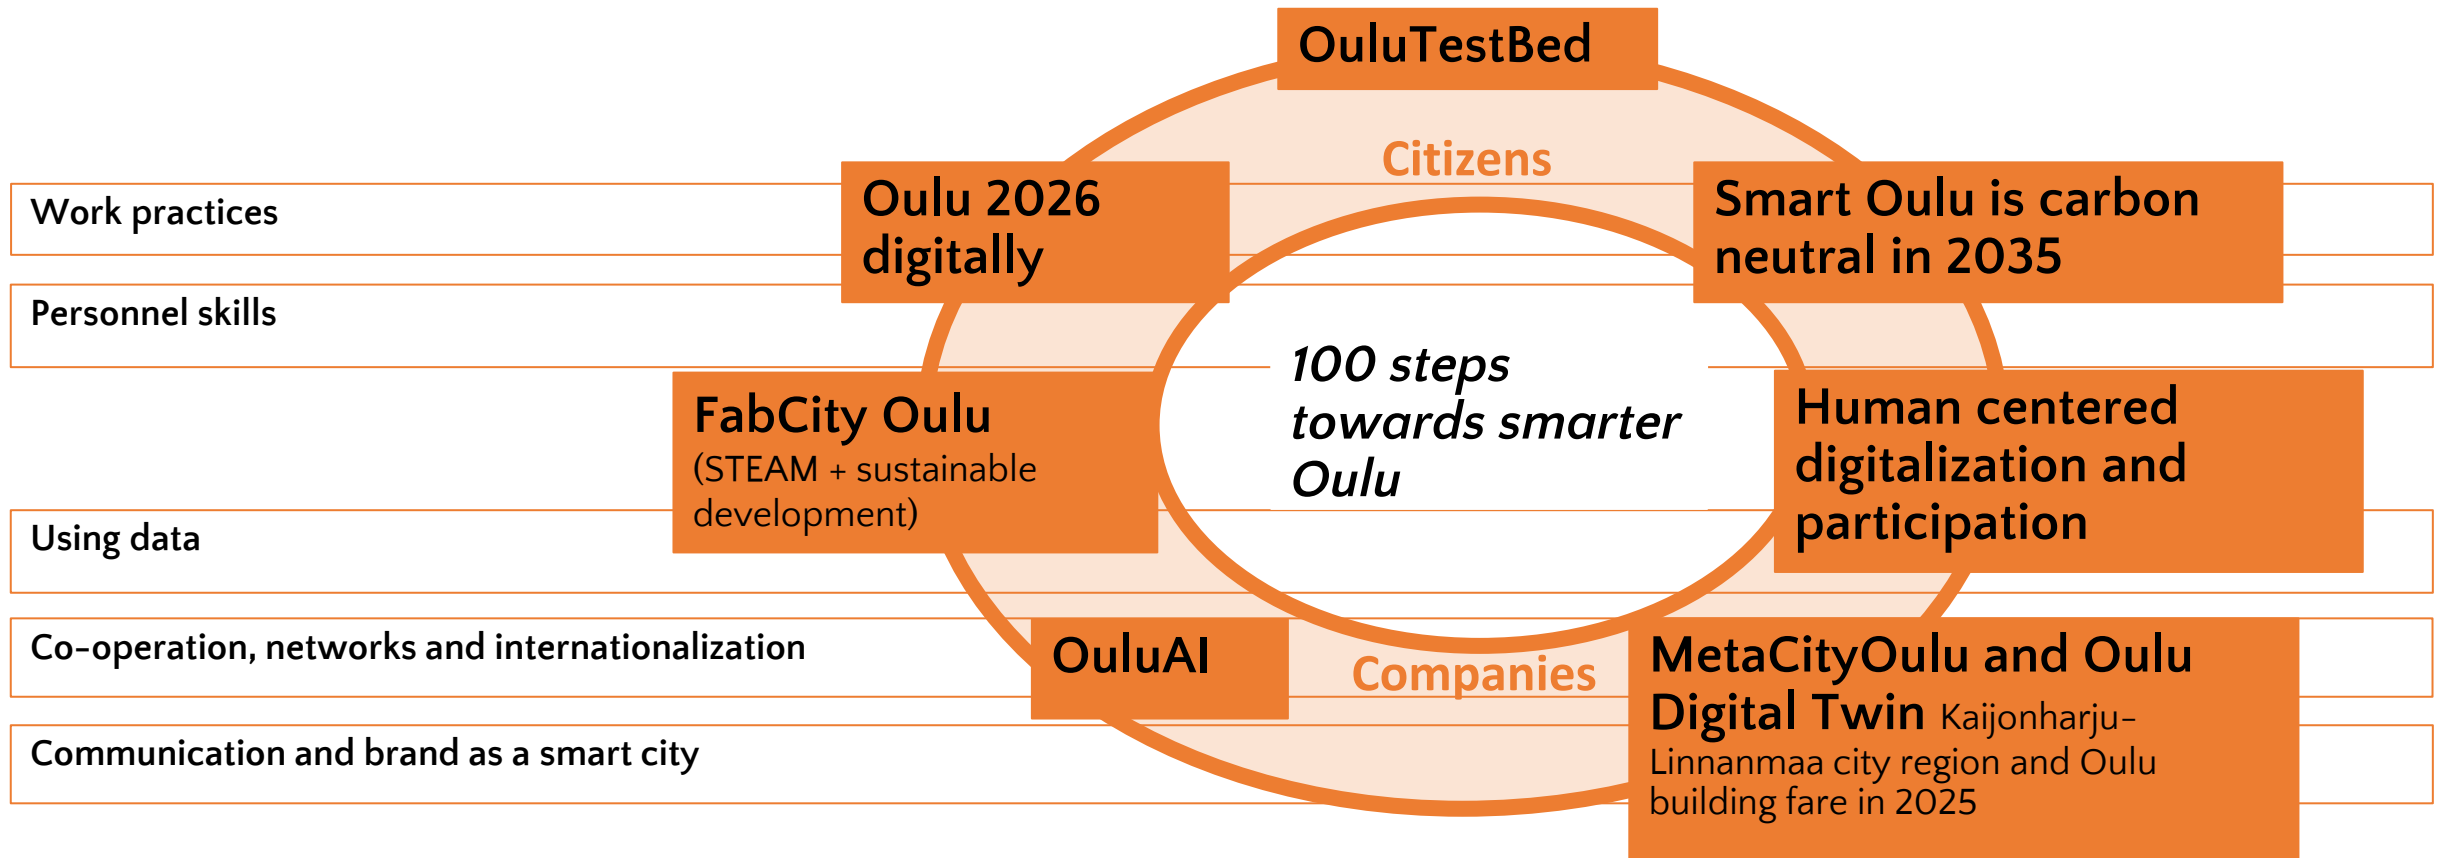 OuluTestBed
Citizens
Oulu 2026
digitally
Smart Oulu is carbon
neutral in 2035
Work practices
Personnel skills
100 steps
towards smarter
Oulu
FabCity Oulu
(STEAM + sustainable
development)
Human centered
digitalization and
participation
Using data
Co-operation, networks and internationalization
OuluAI
Companies
MetaCityOulu and Oulu
Digital Twin Kaijonharju-
Linnanmaa city region and Oulu
building fare in 2025
Communication and brand as a smart city